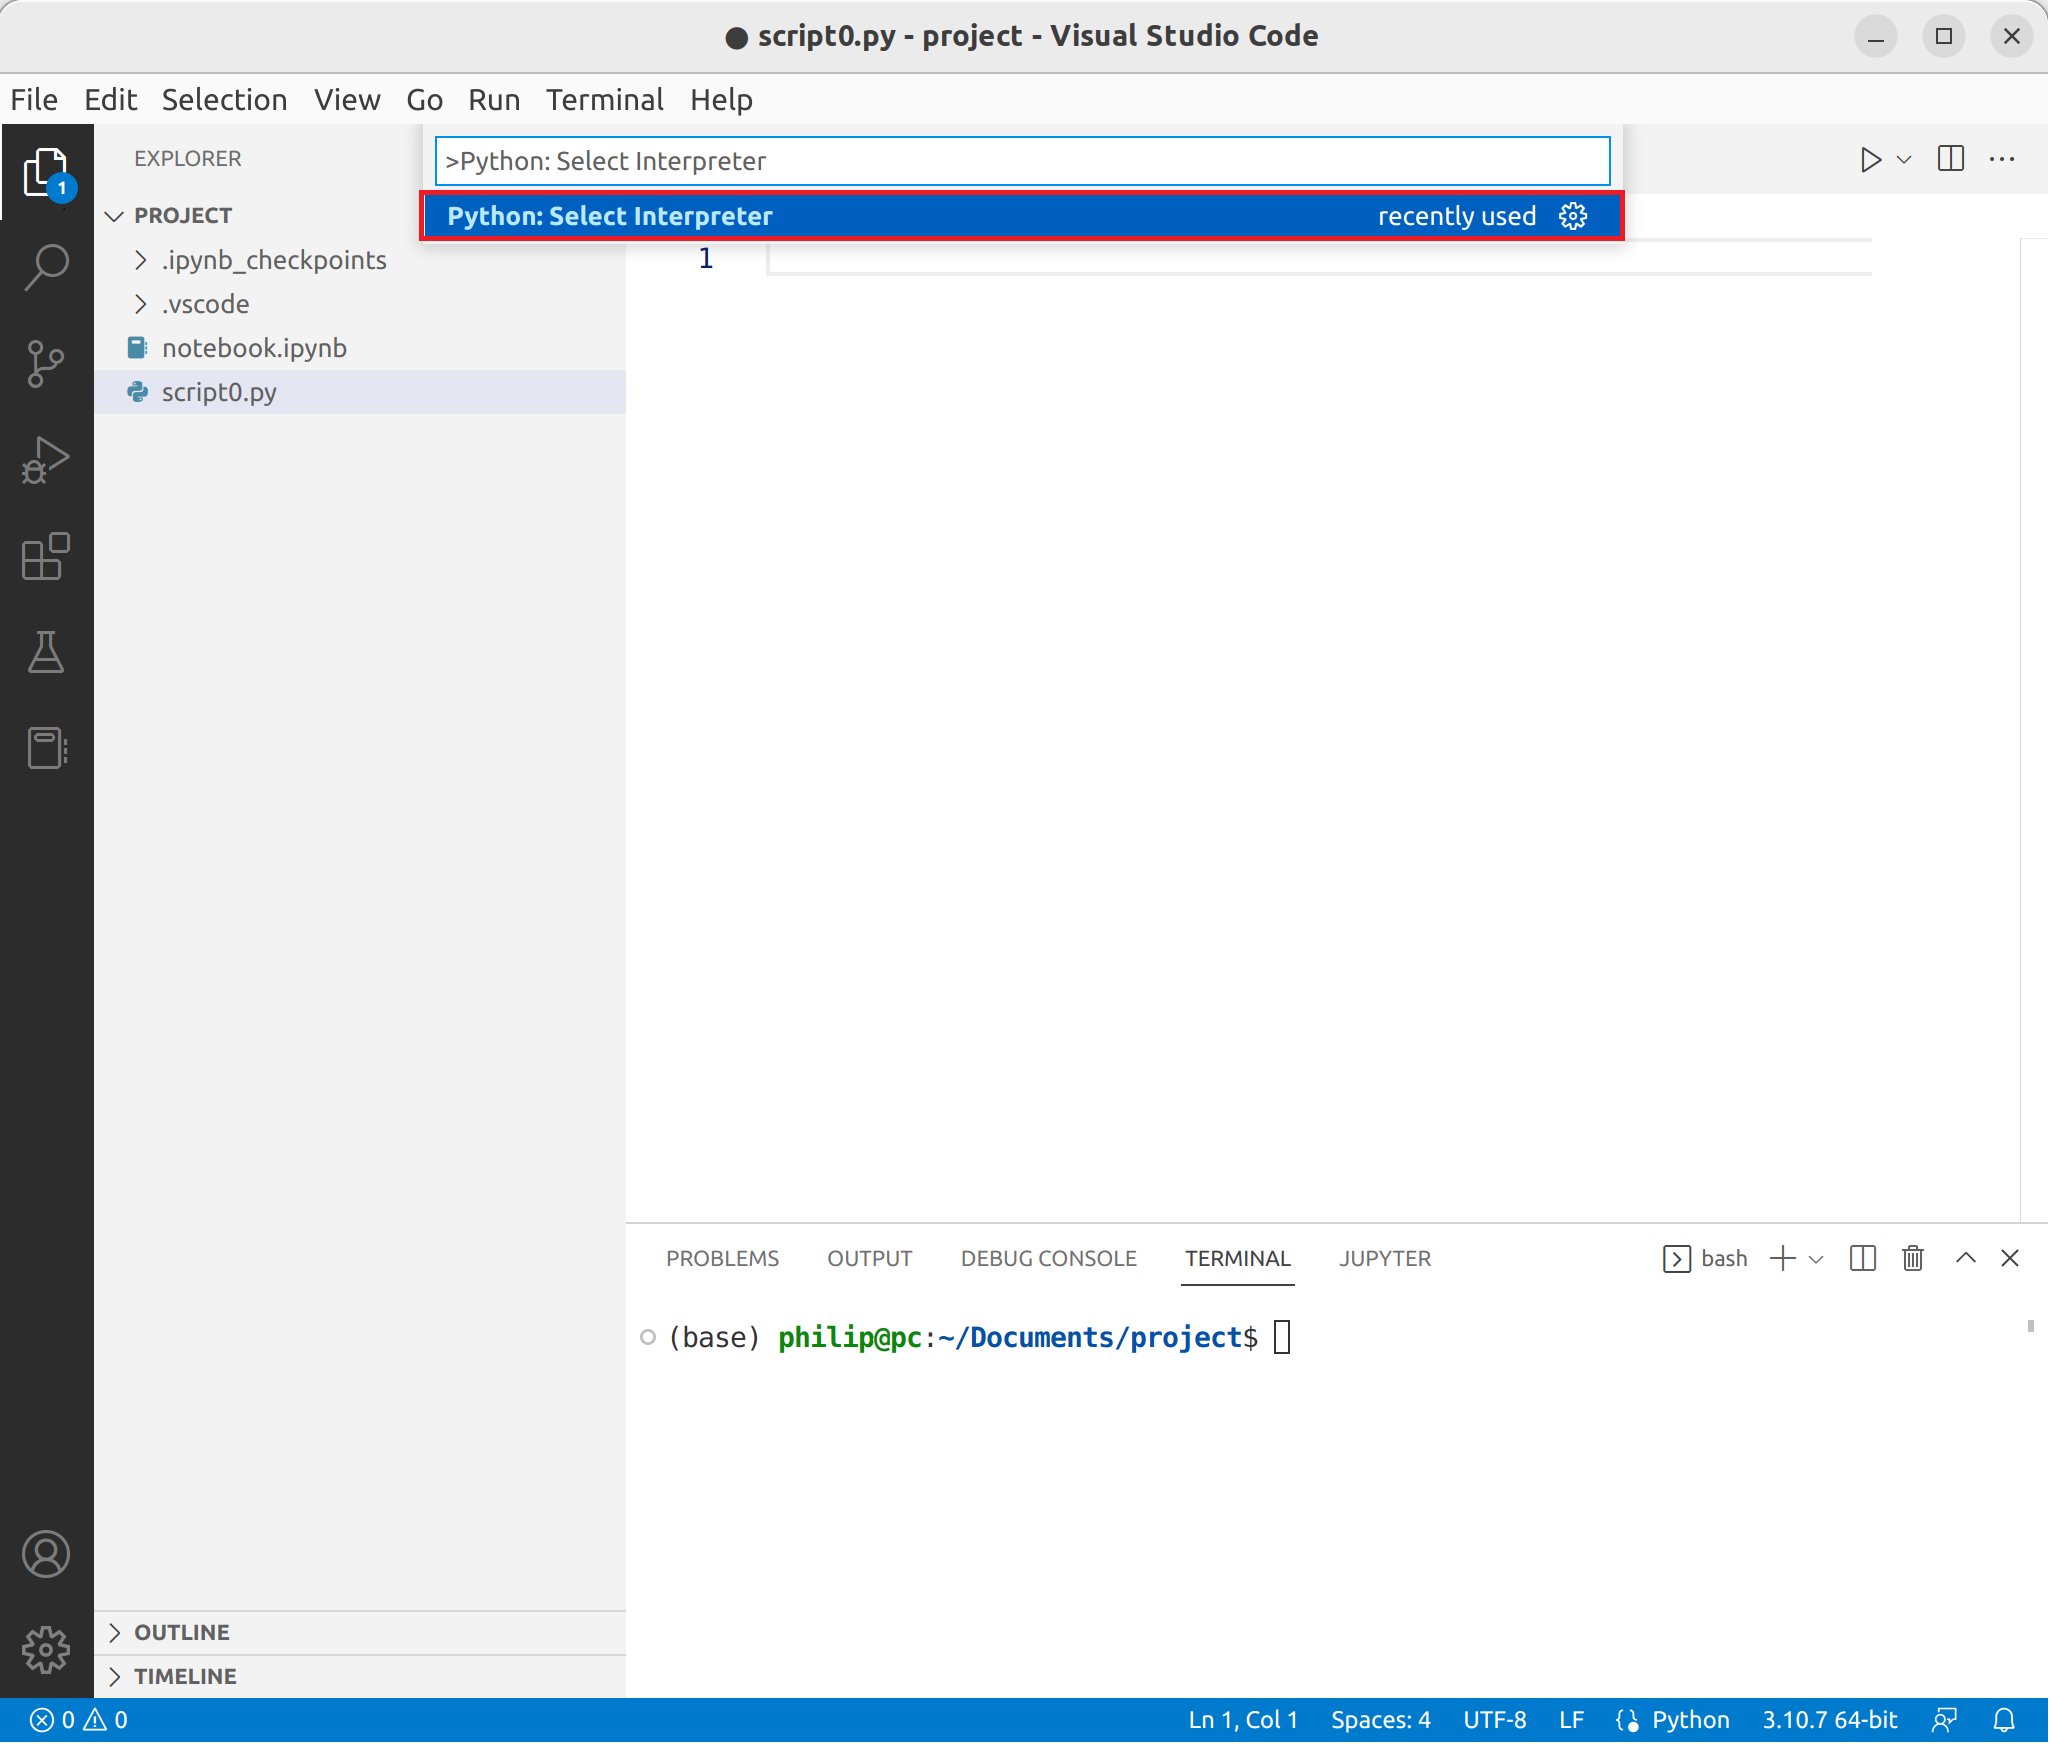 ● script0.py - project - Visual Studio Code
File Edit Selection View Go Run Terminal Help
EXPLORER
>Python: Select Interpreter
Python: Select Interpreter recently used
1
PROJECT
.ipynb_checkpoints
.vscode
notebook.ipynb
script0.py
1
PROBLEMS OUTPUT DEBUG CONSOLE TERMINAL JUPYTER bash
(base) philip@pc:~/Documents/project$
OUTLINE
TIMELINE
0 0 Ln 1, Col 1 Spaces: 4 UTF-8 LF Python 3.10.7 64-bit